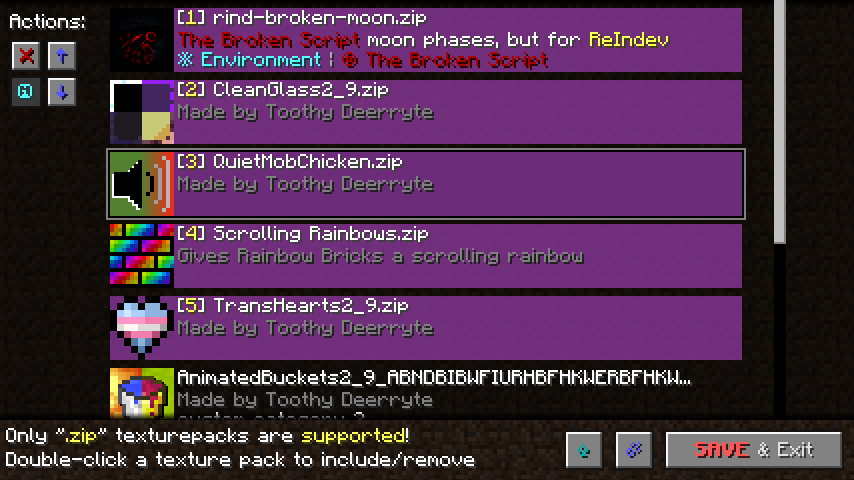 Actions:
[1] rind-broken-moon.zip
The Broken Script moon phases, but for ReIndev
※ Environment | ⊕ The Broken Script
[2] CleanGlass2_9.zip
Made by Toothy Deerryte
[3] QuietMobChicken.zip
Made by Toothy Deerryte
[4] Scrolling Rainbows.zip
Gives Rainbow Bricks a scrolling rainbow
[5] TransHearts2_9.zip
Made by Toothy Deerryte
AnimatedBuckets2_9_ABNDBIBWFIURHBFHKWERBFHKW...
Made by Toothy Deerryte
Only ".zip" texturepacks are supported!
Double-click a texture pack to include/remove
SAVE & Exit